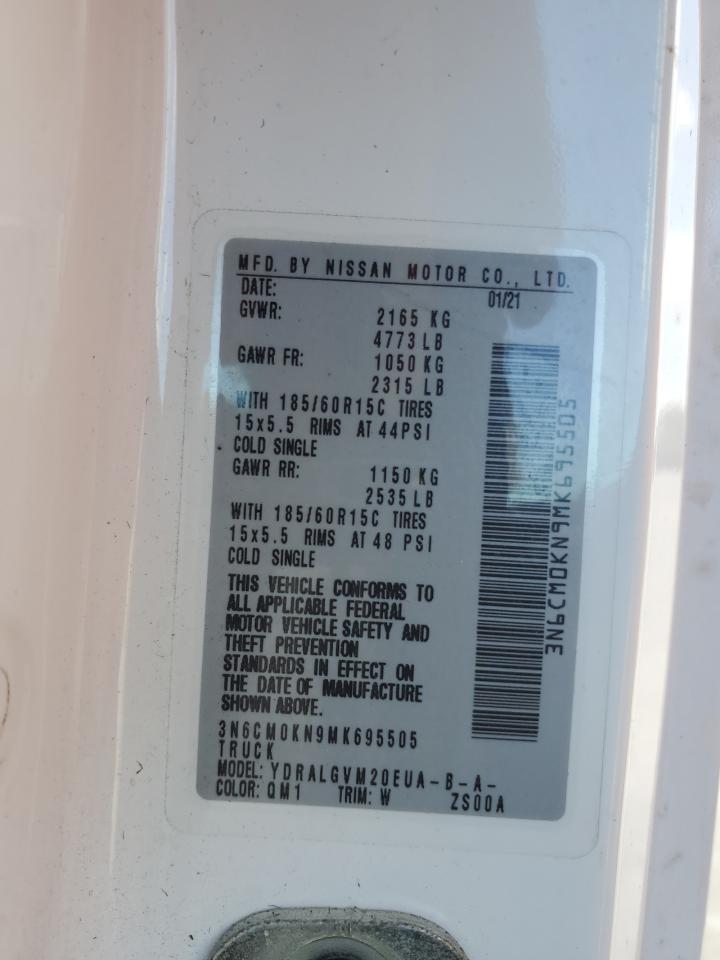 MFD. BY NISSAN MOTOR CO., LTD.
DATE: 01/21
GVWR: 2165 KG
4773 LB
GAWR FR: 1050 KG
2315 LB
WITH 185/60R15C TIRES
15x5.5 RIMS AT 44PSI
COLD SINGLE
GAWR RR: 1150 KG
2535 LB
WITH 185/60R15C TIRES
15x5.5 RIMS AT 48 PSI
COLD SINGLE
THIS VEHICLE CONFORMS TO
ALL APPLICABLE FEDERAL
MOTOR VEHICLE SAFETY AND
THEFT PREVENTION
STANDARDS IN EFFECT ON
THE DATE OF MANUFACTURE
SHOWN ABOVE.
3N6CM0KN9MK695505
TRUCK
MODEL: YDRALGVM20EUA-B-A-
COLOR: QM1 TRIM: W ZS00A
3N6CM0KN9MK695505